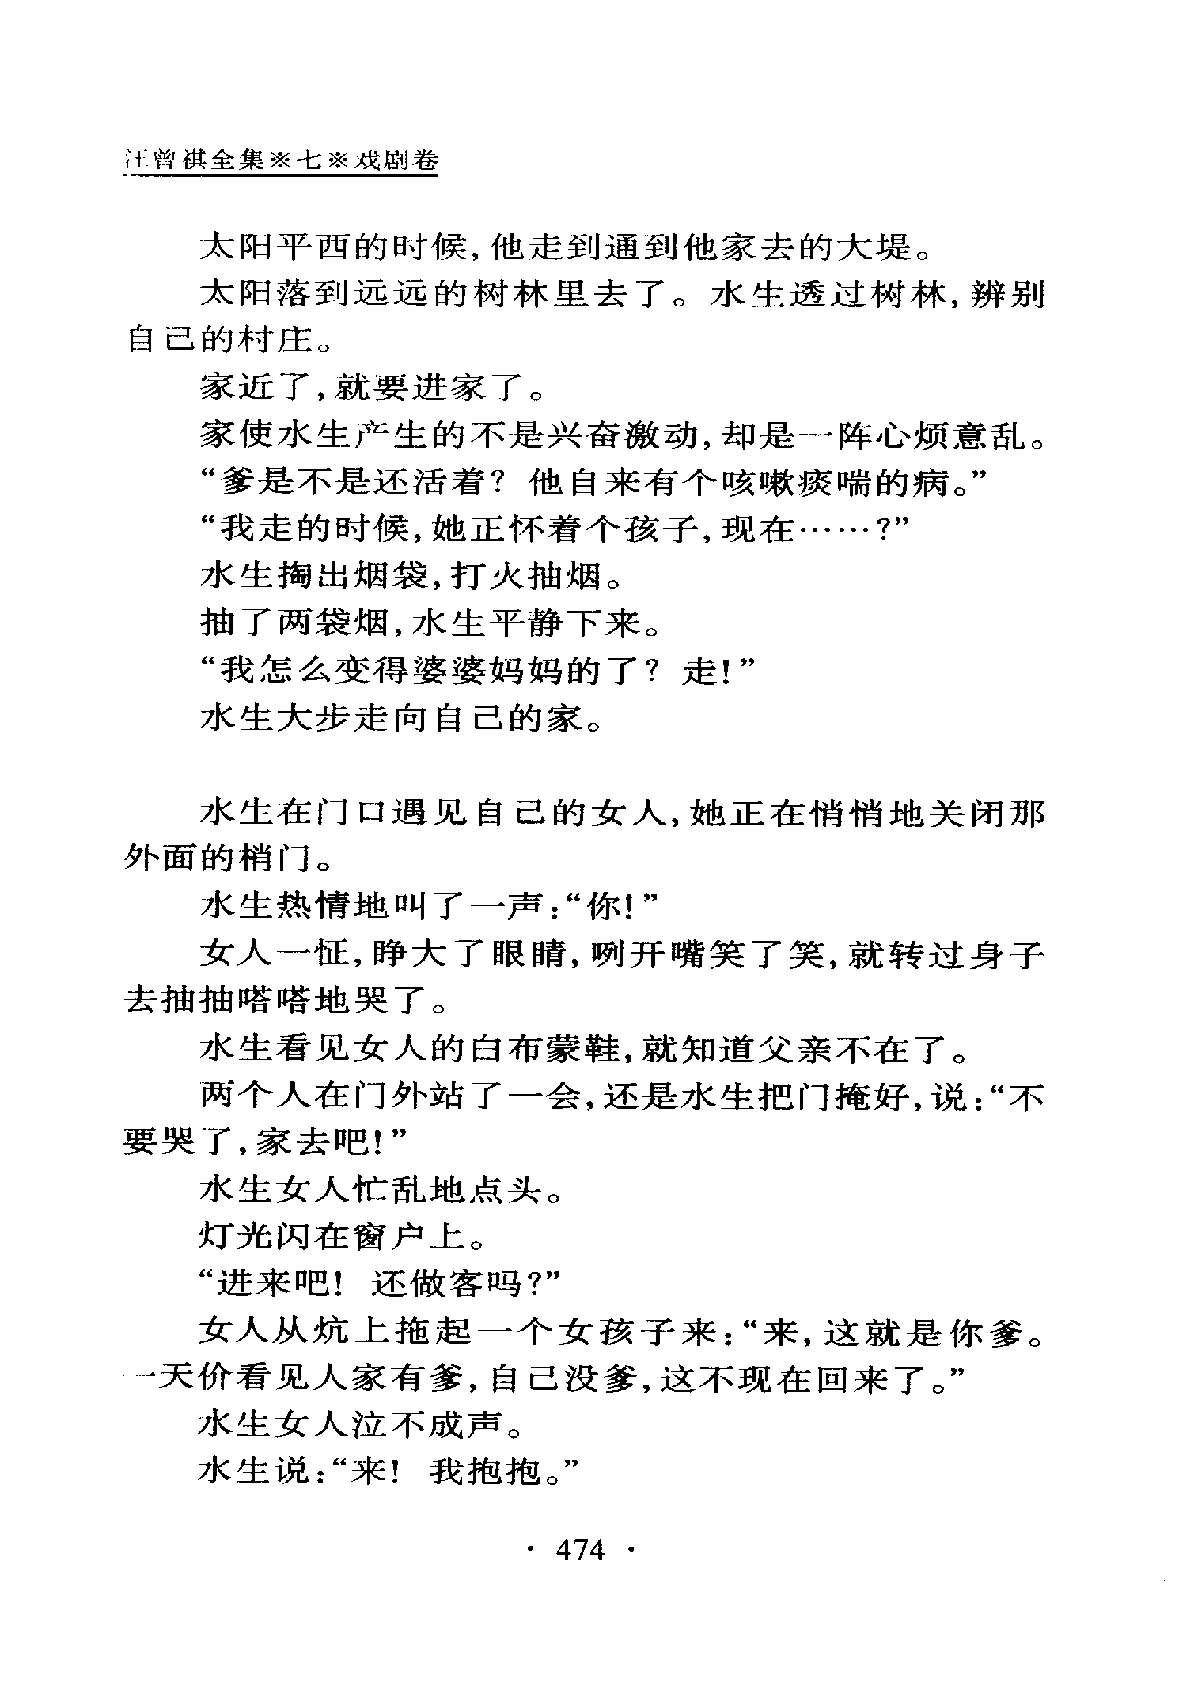 汪曾祺全集※七※戏剧卷
太阳平西的时候，他走到通到他家去的大堤。
太阳落到远远的树林里去了。水生透过树林，辨别
自己的村庄。
家近了，就要进家了。
家使水生产生的不是兴奋激动，却是一阵心烦意乱。
“爹是不是还活着？他自来有个咳嗽痰喘的病。”
“我走的时候，她正怀着个孩子，现在……？”
水生掏出烟袋，打火抽烟。
抽了两袋烟，水生平静下来。
“我怎么变得婆婆妈妈的了？走！”
水生大步走向自己的家。
水生在门口遇见自己的女人，她正在悄悄地关闭那
外面的梢门。
水生热情地叫了一声：“你！”
女人一怔，睁大了眼睛，咧开嘴笑了笑，就转过身子
去抽抽嗒嗒地哭了。
水生看见女人的白布蒙鞋，就知道父亲不在了。
两个人在门外站了一会，还是水生把门掩好，说：“不
要哭了，家去吧！”
水生女人忙乱地点头。
灯光闪在窗户上。
“进来吧！还做客吗？”
女人从炕上拖起一个女孩子来：“来，这就是你爹。
一天价看见人家有爹，自己没爹，这不现在回来了。”
水生女人泣不成声。
水生说：“来！我抱抱。”
· 474 ·